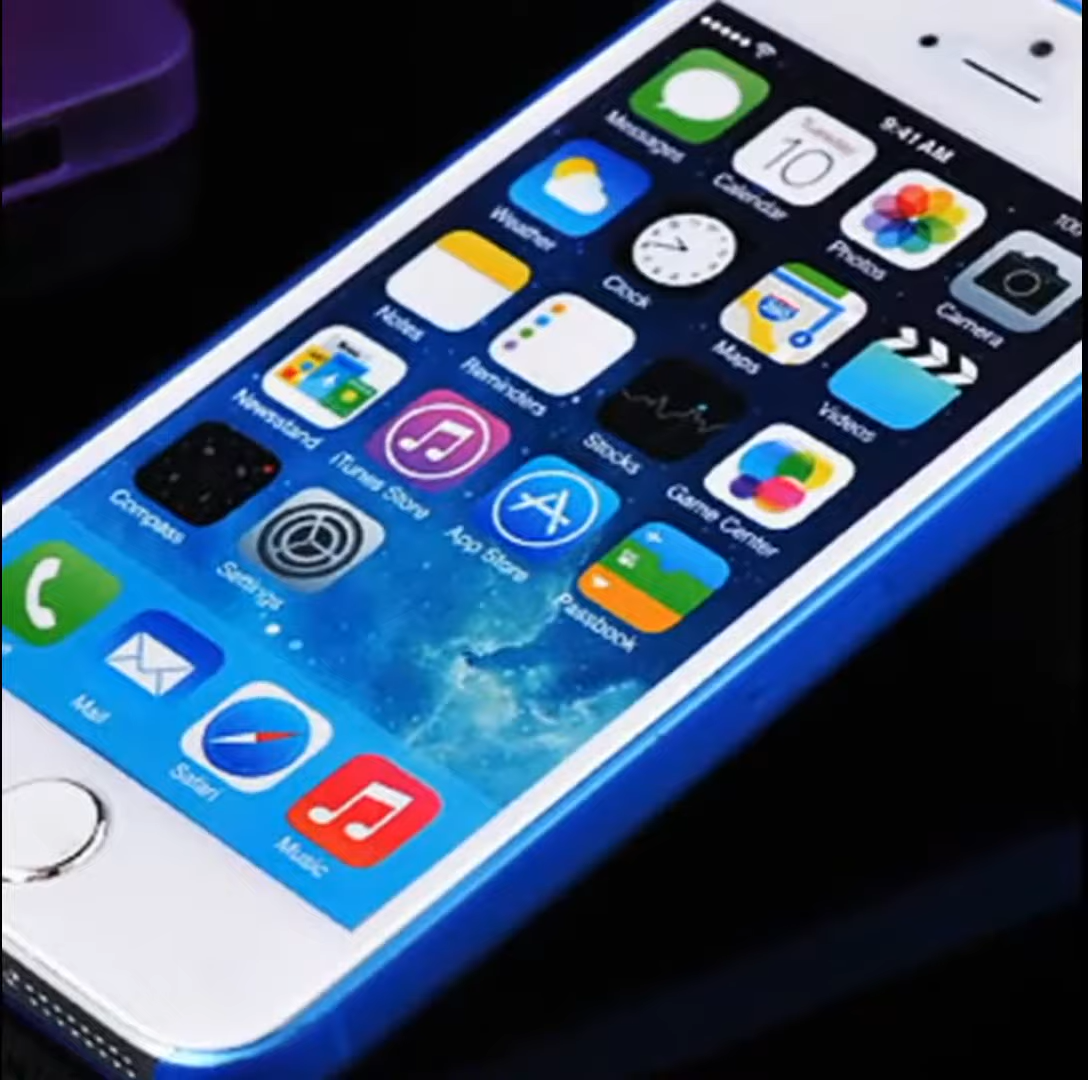 9:41 AM
100
Messages
Calendar
10
Photos
Camera
Weather
Clock
Maps
Videos
Notes
Reminders
Stocks
Game Center
Newsstand
iTunes Store
App Store
Passbook
Compass
Settings
Mail
Safari
Music